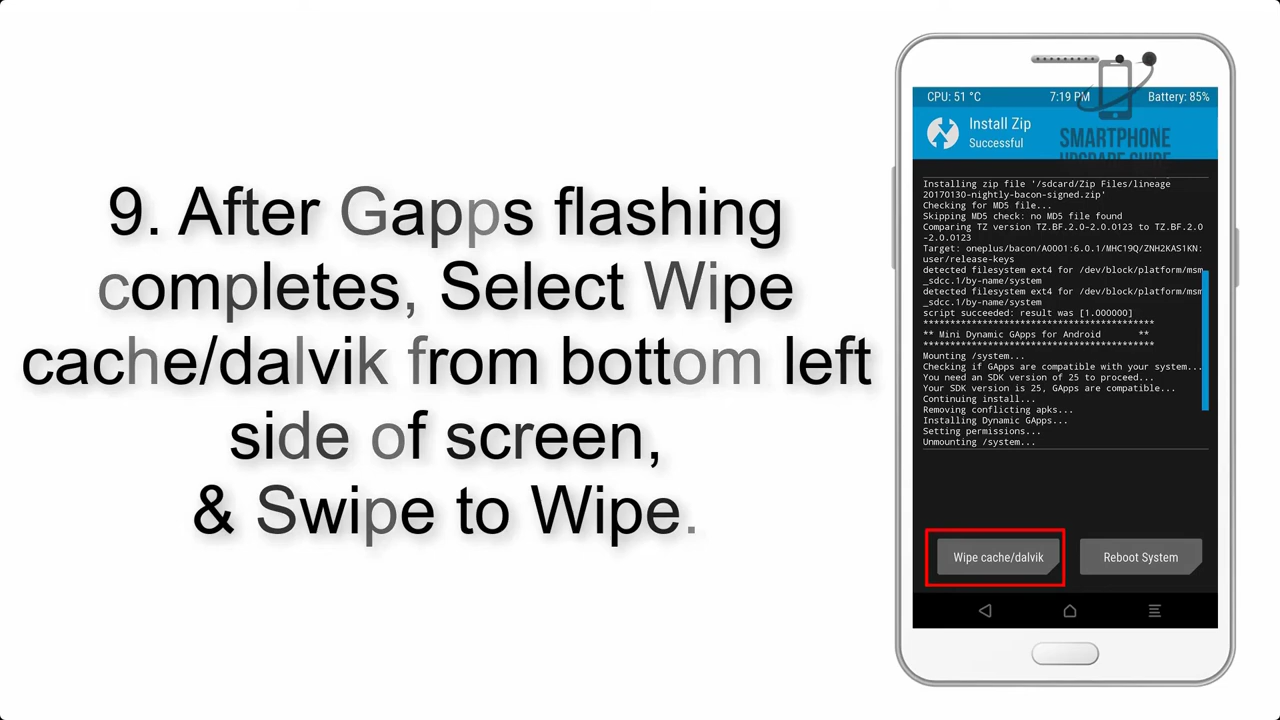 9. After Gapps flashing
completes, Select Wipe
cache/dalvik from bottom left
side of screen,
& Swipe to Wipe.
CPU: 51 °C 7:19 PM Battery: 85%
Install Zip
Successful
SMARTPHONE
UPGRADE GUIDE
Installing zip file '/sdcard/Zip Files/lineage
20170130-nightly-bacon-signed.zip'
Checking for MD5 file...
Skipping MD5 check: no MD5 file found
Comparing TZ version TZ.BF.2.0-2.0.0123 to TZ.BF.2.0
-2.0.0123
Target: oneplus/bacon/A0001:6.0.1/MHC19Q/ZNH2KAS1KN:
user/release-keys
detected filesystem ext4 for /dev/block/platform/msm
_sdcc.1/by-name/system
detected filesystem ext4 for /dev/block/platform/msm
_sdcc.1/by-name/system
script succeeded: result was [1.000000]
******************************************
** Mini Dynamic GApps for Android **
******************************************
Mounting /system...
Checking if GApps are compatible with your system...
You need an SDK version of 25 to proceed...
Your SDK version is 25, GApps are compatible...
Continuing install...
Removing conflicting apks...
Installing Dynamic GApps...
Setting permissions...
Unmounting /system...
Wipe cache/dalvik Reboot System